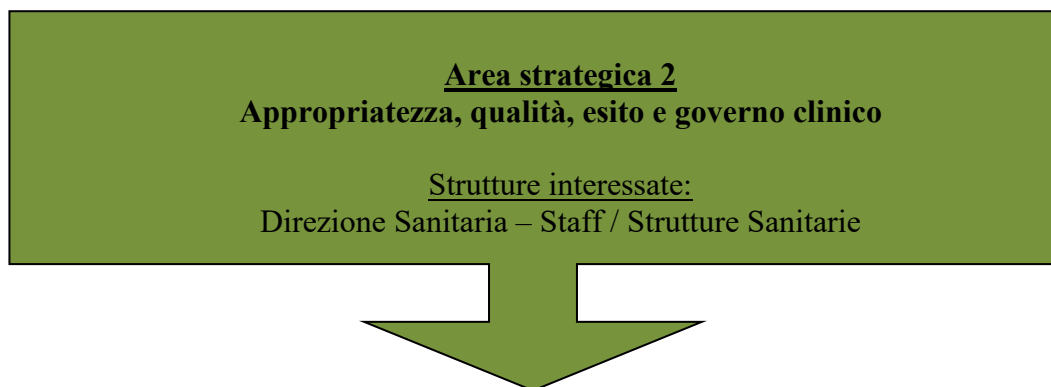 Area strategica 2
Appropriatezza, qualità, esito e governo clinico
Strutture interessate:
Direzione Sanitaria – Staff / Strutture Sanitarie